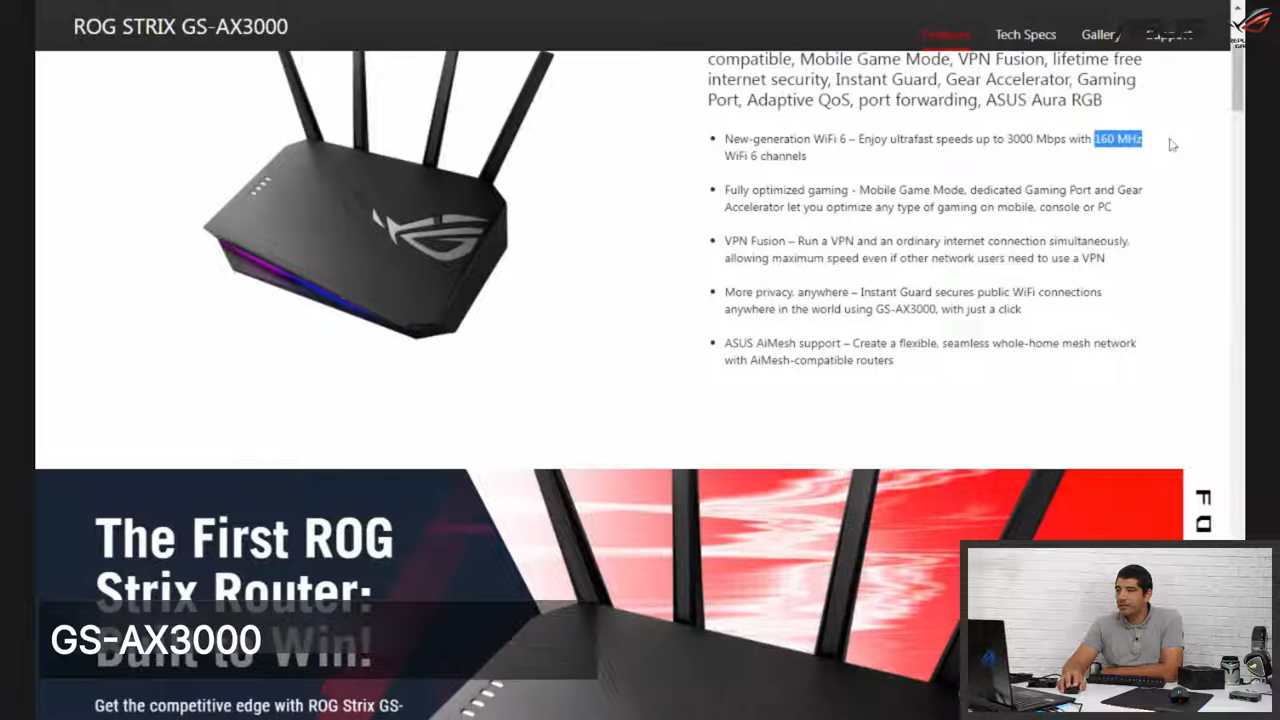 ROG STRIX GS-AX3000
Features Tech Specs Gallery Support
compatible, Mobile Game Mode, VPN Fusion, lifetime free
internet security, Instant Guard, Gear Accelerator, Gaming
Port, Adaptive QoS, port forwarding, ASUS Aura RGB
• New-generation WiFi 6 – Enjoy ultrafast speeds up to 3000 Mbps with 160 MHz
WiFi 6 channels
• Fully optimized gaming - Mobile Game Mode, dedicated Gaming Port and Gear
Accelerator let you optimize any type of gaming on mobile, console or PC
• VPN Fusion – Run a VPN and an ordinary internet connection simultaneously,
allowing maximum speed even if other network users need to use a VPN
• More privacy, anywhere – Instant Guard secures public WiFi connections
anywhere in the world using GS-AX3000, with just a click
• ASUS AiMesh support – Create a flexible, seamless whole-home mesh network
with AiMesh-compatible routers
The First ROG
Strix Router:
Built to Win!
GS-AX3000
Get the competitive edge with ROG Strix GS-
FO